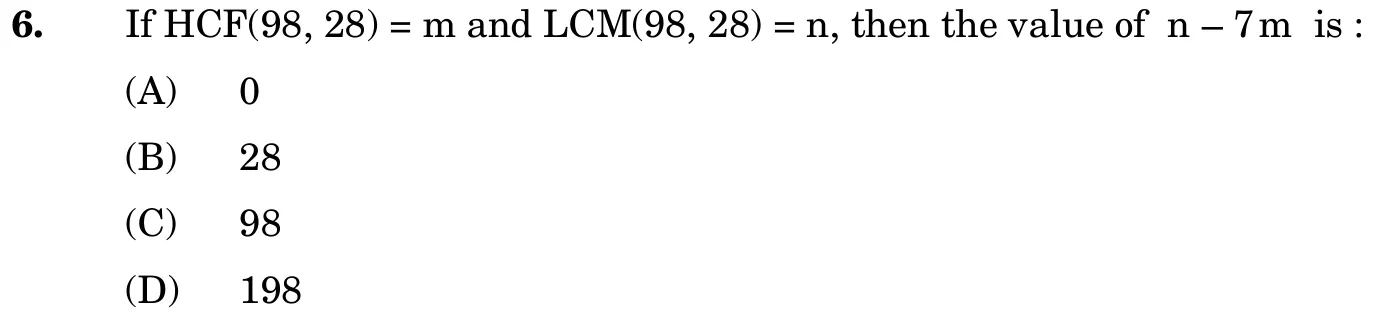 6. If HCF(98, 28) = m and LCM(98, 28) = n, then the value of n – 7m is :
(A) 0
(B) 28
(C) 98
(D) 198